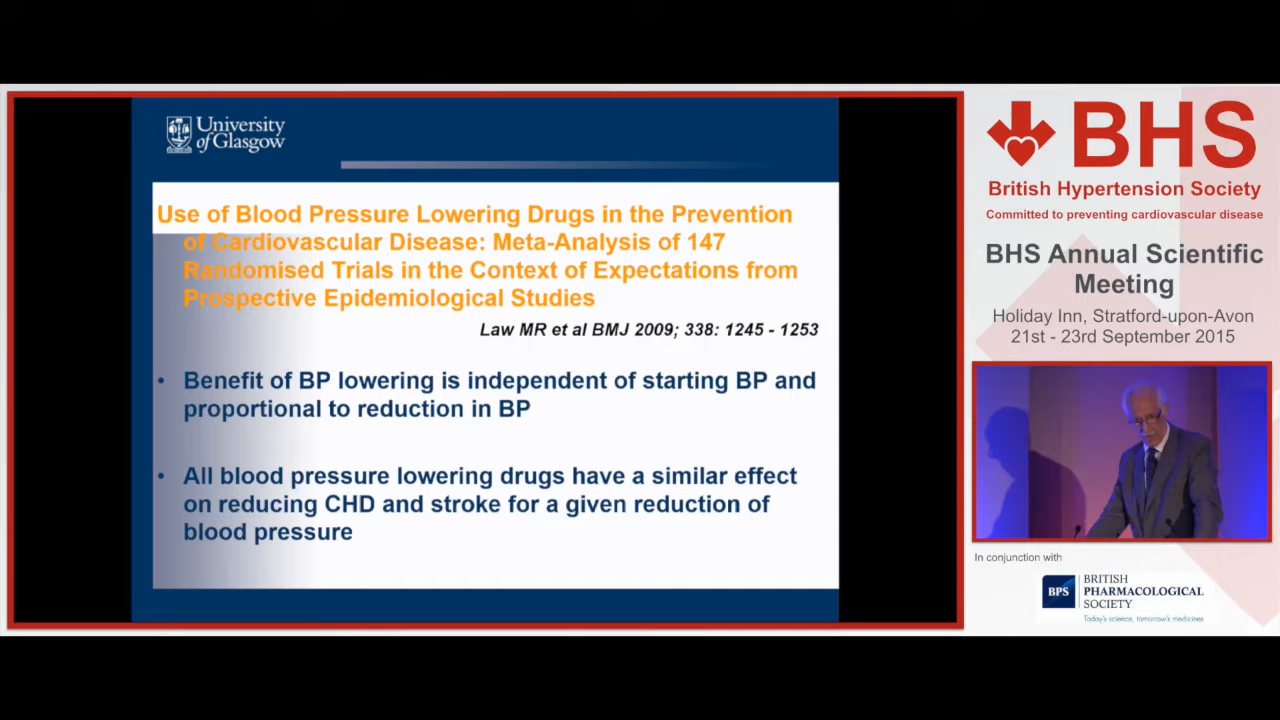 University
of Glasgow
Use of Blood Pressure Lowering Drugs in the Prevention
of Cardiovascular Disease: Meta-Analysis of 147
Randomised Trials in the Context of Expectations from
Prospective Epidemiological Studies
Law MR et al BMJ 2009; 338: 1245 - 1253
• Benefit of BP lowering is independent of starting BP and
proportional to reduction in BP
• All blood pressure lowering drugs have a similar effect
on reducing CHD and stroke for a given reduction of
blood pressure
BHS
British Hypertension Society
Committed to preventing cardiovascular disease
BHS Annual Scientific
Meeting
Holiday Inn, Stratford-upon-Avon
21st - 23rd September 2015
In conjunction with
BPS
BRITISH
PHARMACOLOGICAL
SOCIETY
Today's science, tomorrow's medicines